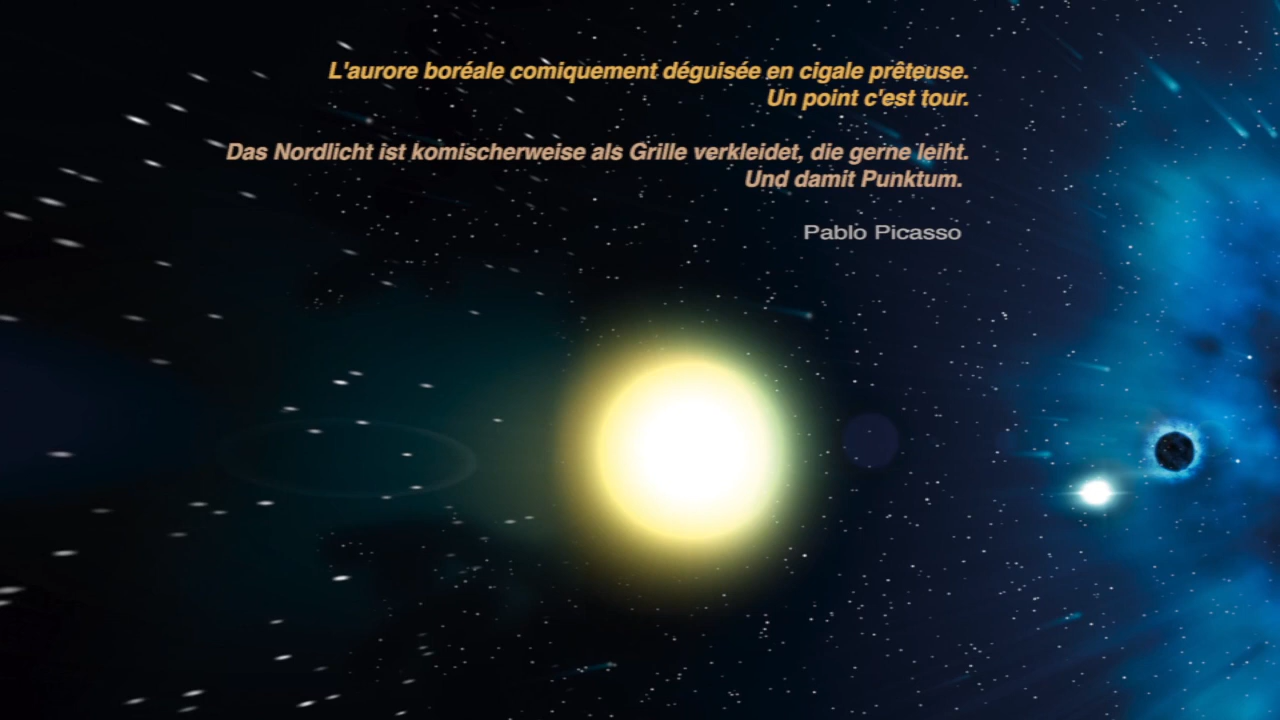 L'aurore boréale comiquement déguisée en cigale prêteuse.
Un point c'est tour.
Das Nordlicht ist komischerweise als Grille verkleidet, die gerne leiht.
Und damit Punktum.
Pablo Picasso